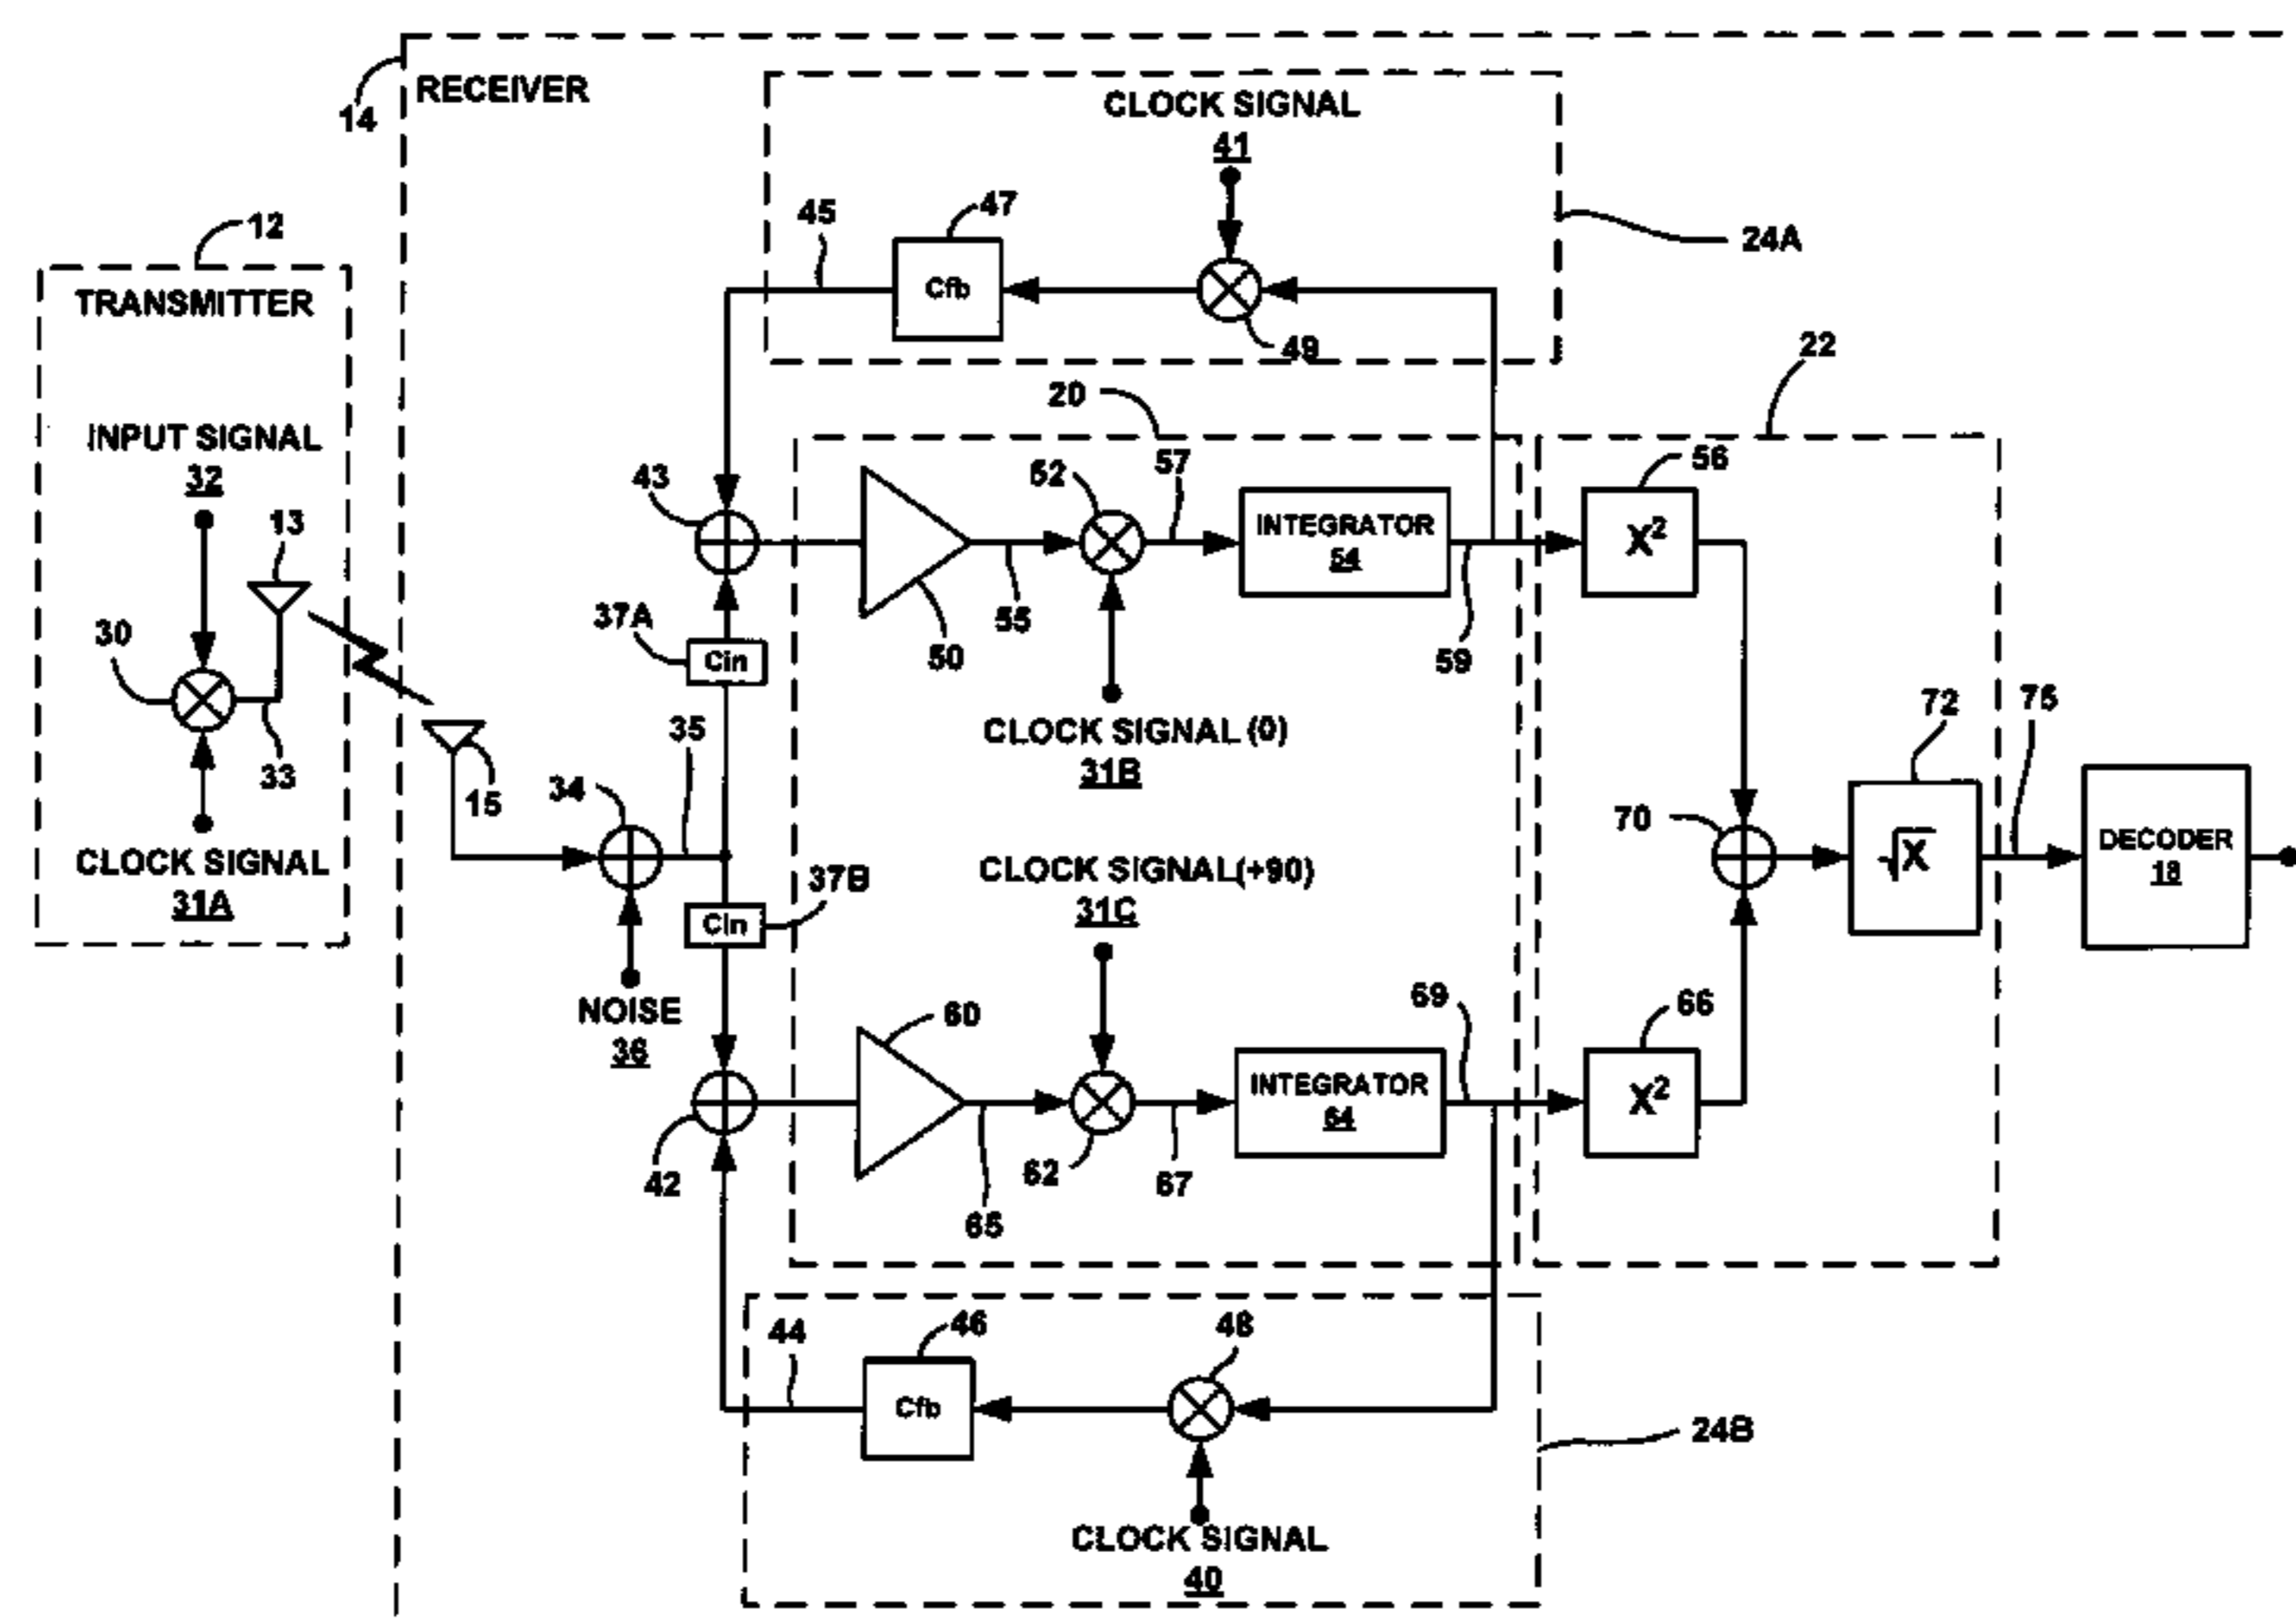 14
RECEIVER
CLOCK SIGNAL
41
45
47
Cfb
49
24A
12
TRANSMITTER
INPUT SIGNAL
32
13
30
33
CLOCK SIGNAL
31A
15
34
35
NOISE
36
37A
Cin
37B
Cin
43
42
20
50
55
52
57
INTEGRATOR
54
59
CLOCK SIGNAL (0)
31B
CLOCK SIGNAL(+90)
31C
60
65
62
67
INTEGRATOR
64
69
22
56
X²
66
X²
70
72
√X
75
DECODER
18
44
46
Cfb
48
24B
CLOCK SIGNAL
40